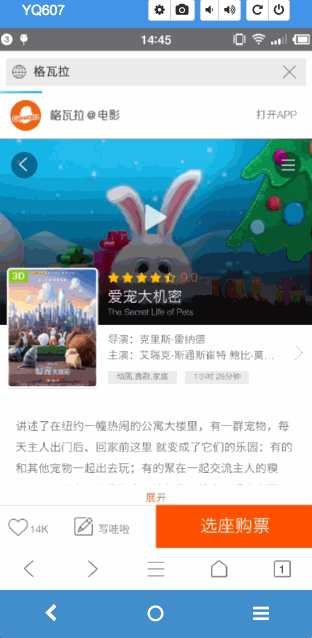 YQ607
3
14:45
格瓦拉
格瓦拉@电影
打开APP
3D
9.0
爱宠大机密
The Secret Life of Pets
导演：克里斯·雷纳德
主演：艾瑞克·斯通斯崔特 鲍比·莫...
动画,喜剧,家庭
1小时 26分钟
讲述了在纽约一幢热闹的公寓大楼里，有一群宠物，每
天主人出门后、回家前这里 就变成了它们的乐园：有的
和其他宠物一起出去玩；有的聚在一起交流主人的糗
展开
14K
写哇啦
选座购票
1